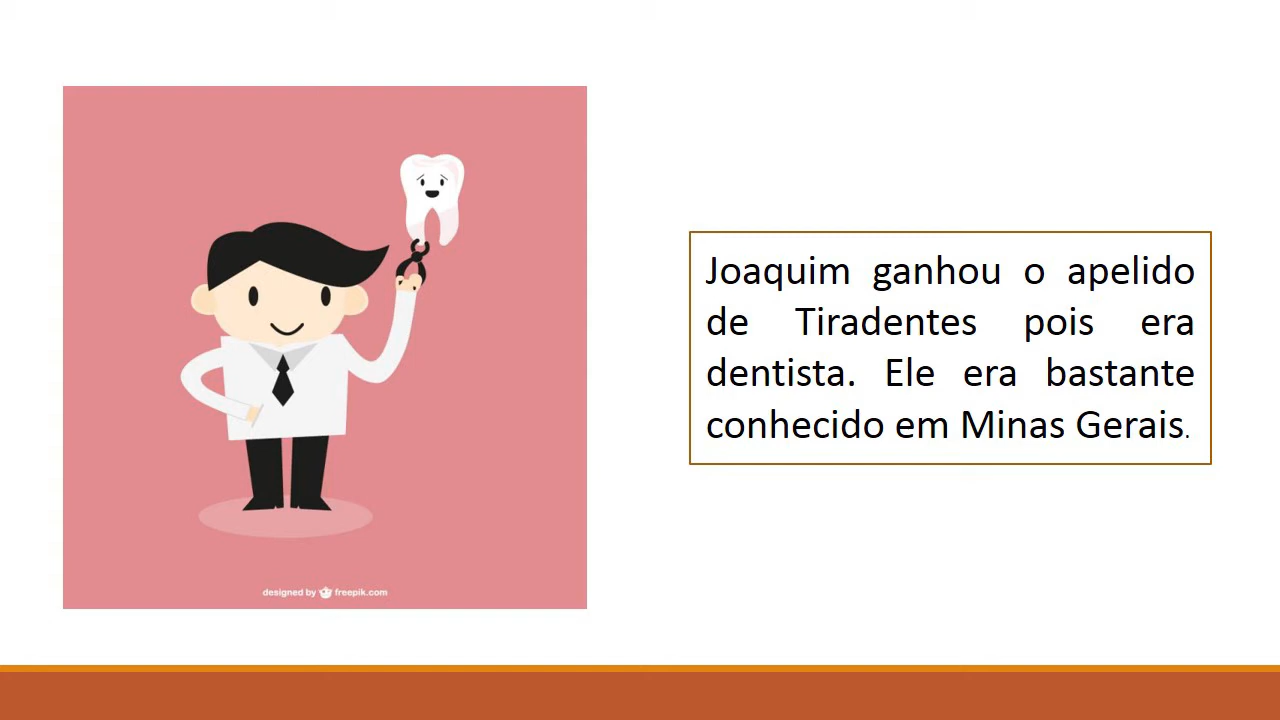 Joaquim ganhou o apelido
de Tiradentes pois era
dentista. Ele era bastante
conhecido em Minas Gerais.
designed by freepik.com